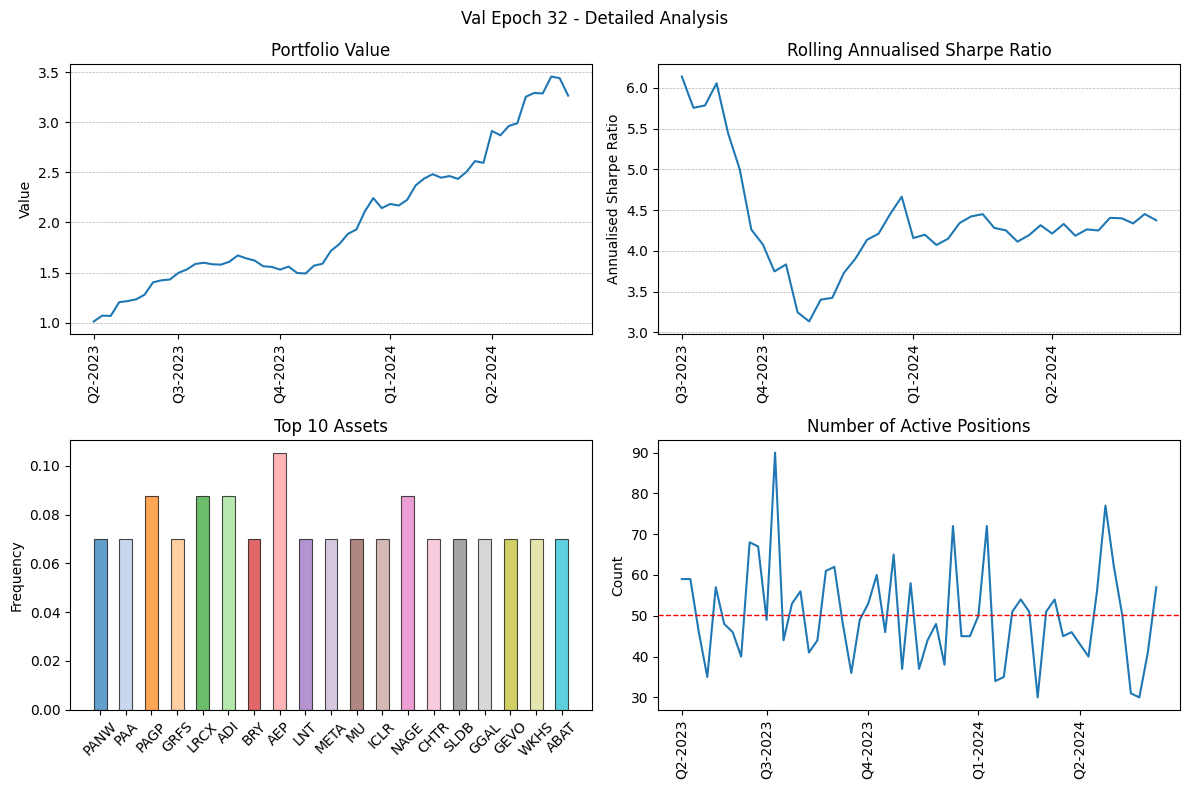 Val Epoch 32 - Detailed Analysis
Portfolio Value
Value
3.5
3.0
2.5
2.0
1.5
1.0
Q2-2023
Q3-2023
Q4-2023
Q1-2024
Q2-2024
Rolling Annualised Sharpe Ratio
Annualised Sharpe Ratio
6.0
5.5
5.0
4.5
4.0
3.5
3.0
Q3-2023
Q4-2023
Q1-2024
Q2-2024
Top 10 Assets
Frequency
0.10
0.08
0.06
0.04
0.02
0.00
PANW
PAA
PAGP
GRFS
LRCX
ADI
BRY
AEP
LNT
META
MU
ICLR
NAGE
CHTR
SLDB
GGAL
GEVO
WKHS
ABAT
Number of Active Positions
Count
90
80
70
60
50
40
30
Q2-2023
Q3-2023
Q4-2023
Q1-2024
Q2-2024